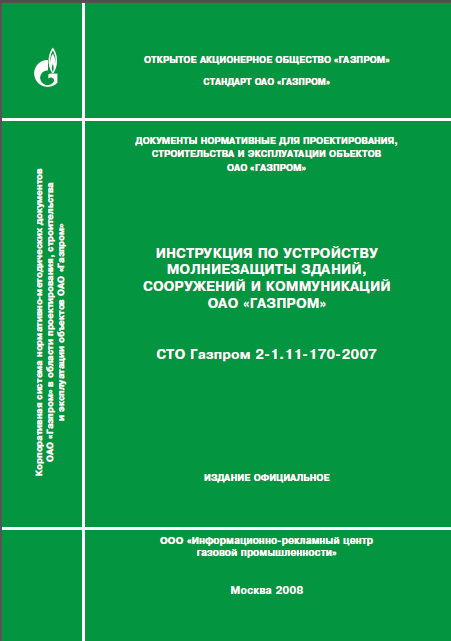 ОТКРЫТОЕ АКЦИОНЕРНОЕ ОБЩЕСТВО «ГАЗПРОМ»
СТАНДАРТ ОАО «ГАЗПРОМ»
ДОКУМЕНТЫ НОРМАТИВНЫЕ ДЛЯ ПРОЕКТИРОВАНИЯ,
СТРОИТЕЛЬСТВА И ЭКСПЛУАТАЦИИ ОБЪЕКТОВ
ОАО «ГАЗПРОМ»
Корпоративная система нормативно-методических документов
ОАО «Газпром» в области проектирования, строительства
и эксплуатации объектов ОАО «Газпром»
ИНСТРУКЦИЯ ПО УСТРОЙСТВУ
МОЛНИЕЗАЩИТЫ ЗДАНИЙ,
СООРУЖЕНИЙ И КОММУНИКАЦИЙ
ОАО «ГАЗПРОМ»
СТО Газпром 2-1.11-170-2007
ИЗДАНИЕ ОФИЦИАЛЬНОЕ
ООО «Информационно-рекламный центр
газовой промышленности»
Москва 2008